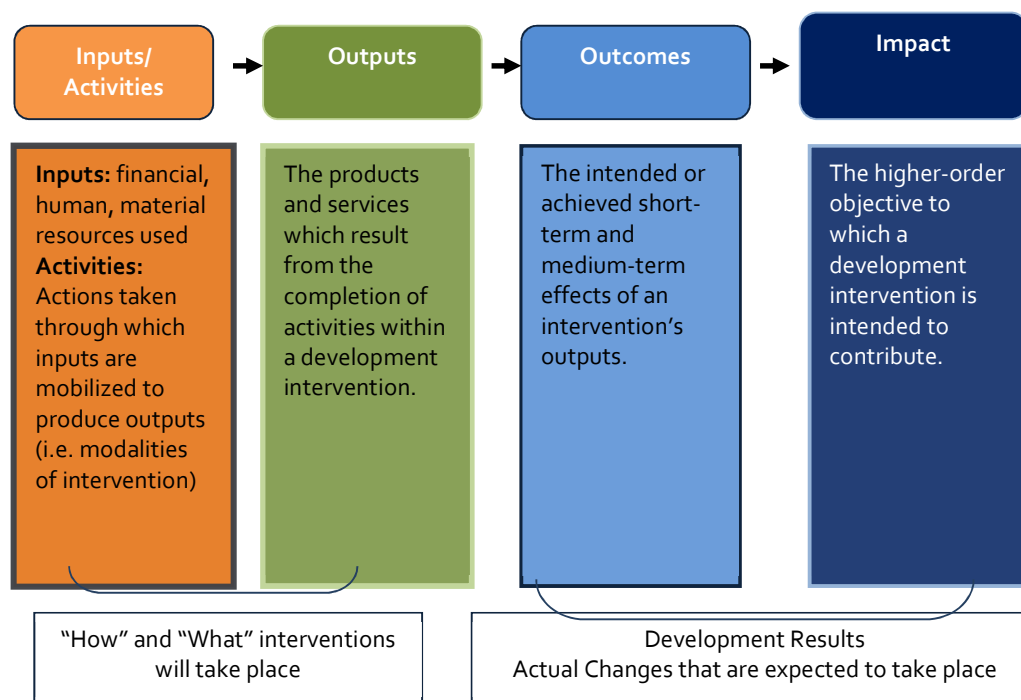 Inputs/
Activities
Outputs
Outcomes
Impact
Inputs: financial,
human, material
resources used
Activities:
Actions taken
through which
inputs are
mobilized to
produce outputs
(i.e. modalities
of intervention)
The products
and services
which result
from the
completion of
activities within
a development
intervention.
The intended or
achieved short-
term and
medium-term
effects of an
intervention’s
outputs.
The higher-order
objective to
which a
development
intervention is
intended to
contribute.
“How” and “What” interventions
will take place
Development Results
Actual Changes that are expected to take place